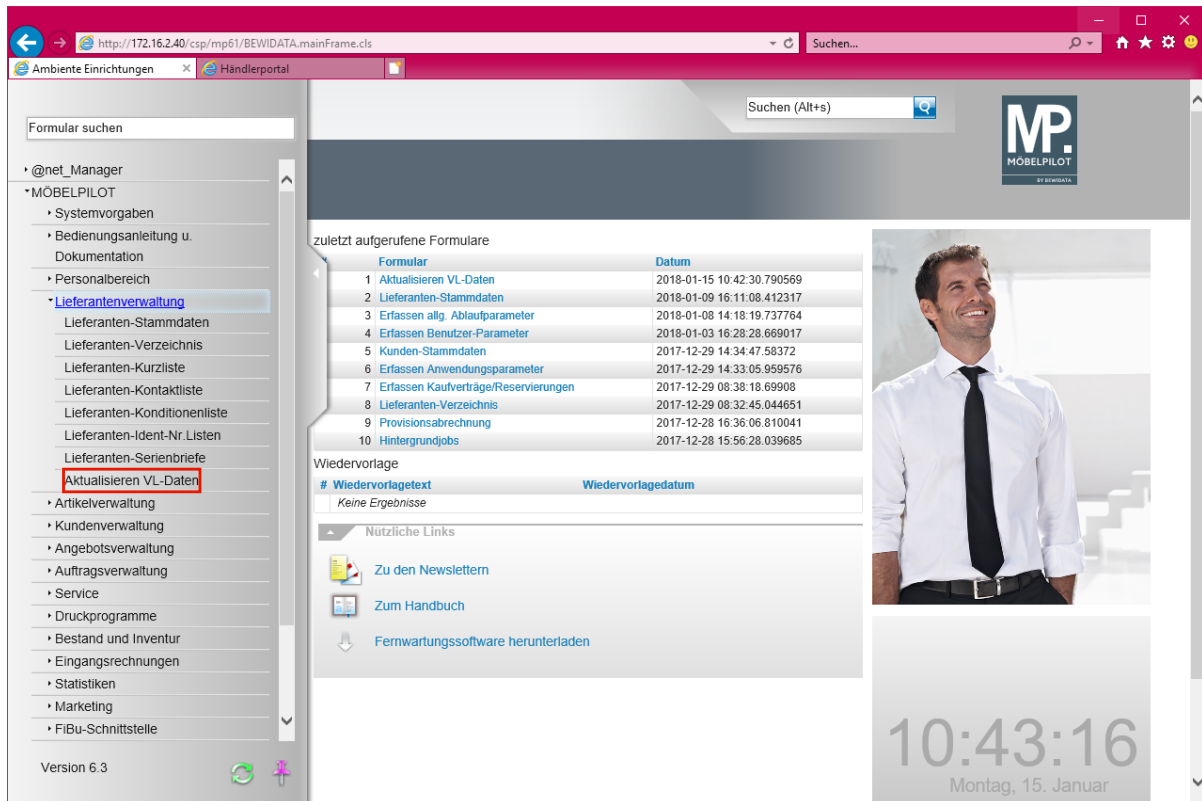 http://172.16.2.40/csp/mp61/BEWIDATA.mainFrame.cls
Suchen...
Ambiente Einrichtungen
Händlerportal
Suchen (Alt+s)
MP.
MÖBELPILOT
BY BEWIDATA
Formular suchen
@net_Manager
MÖBELPILOT
Systemvorgaben
Bedienungsanleitung u.
Dokumentation
Personalbereich
Lieferantenverwaltung
Lieferanten-Stammdaten
Lieferanten-Verzeichnis
Lieferanten-Kurzliste
Lieferanten-Kontaktliste
Lieferanten-Konditionenliste
Lieferanten-Ident-Nr.Listen
Lieferanten-Serienbriefe
Aktualisieren VL-Daten
Artikelverwaltung
Kundenverwaltung
Angebotsverwaltung
Auftragsverwaltung
Service
Druckprogramme
Bestand und Inventur
Eingangsrechnungen
Statistiken
Marketing
FiBu-Schnittstelle
Version 6.3
zuletzt aufgerufene Formulare
Formular Datum
1 Aktualisieren VL-Daten 2018-01-15 10:42:30.790569
2 Lieferanten-Stammdaten 2018-01-09 16:11:08.412317
3 Erfassen allg. Ablaufparameter 2018-01-08 14:18:19.737764
4 Erfassen Benutzer-Parameter 2018-01-03 16:28:28.669017
5 Kunden-Stammdaten 2017-12-29 14:34:47.58372
6 Erfassen Anwendungsparameter 2017-12-29 14:33:05.959576
7 Erfassen Kaufverträge/Reservierungen 2017-12-29 08:38:18.69908
8 Lieferanten-Verzeichnis 2017-12-29 08:32:45.044651
9 Provisionsabrechnung 2017-12-28 16:36:06.810041
10 Hintergrundjobs 2017-12-28 15:56:28.039685
Wiedervorlage
# Wiedervorlagetext Wiedervorlagedatum
Keine Ergebnisse
Nützliche Links
Zu den Newslettern
Zum Handbuch
Fernwartungssoftware herunterladen
10:43:16
Montag, 15. Januar